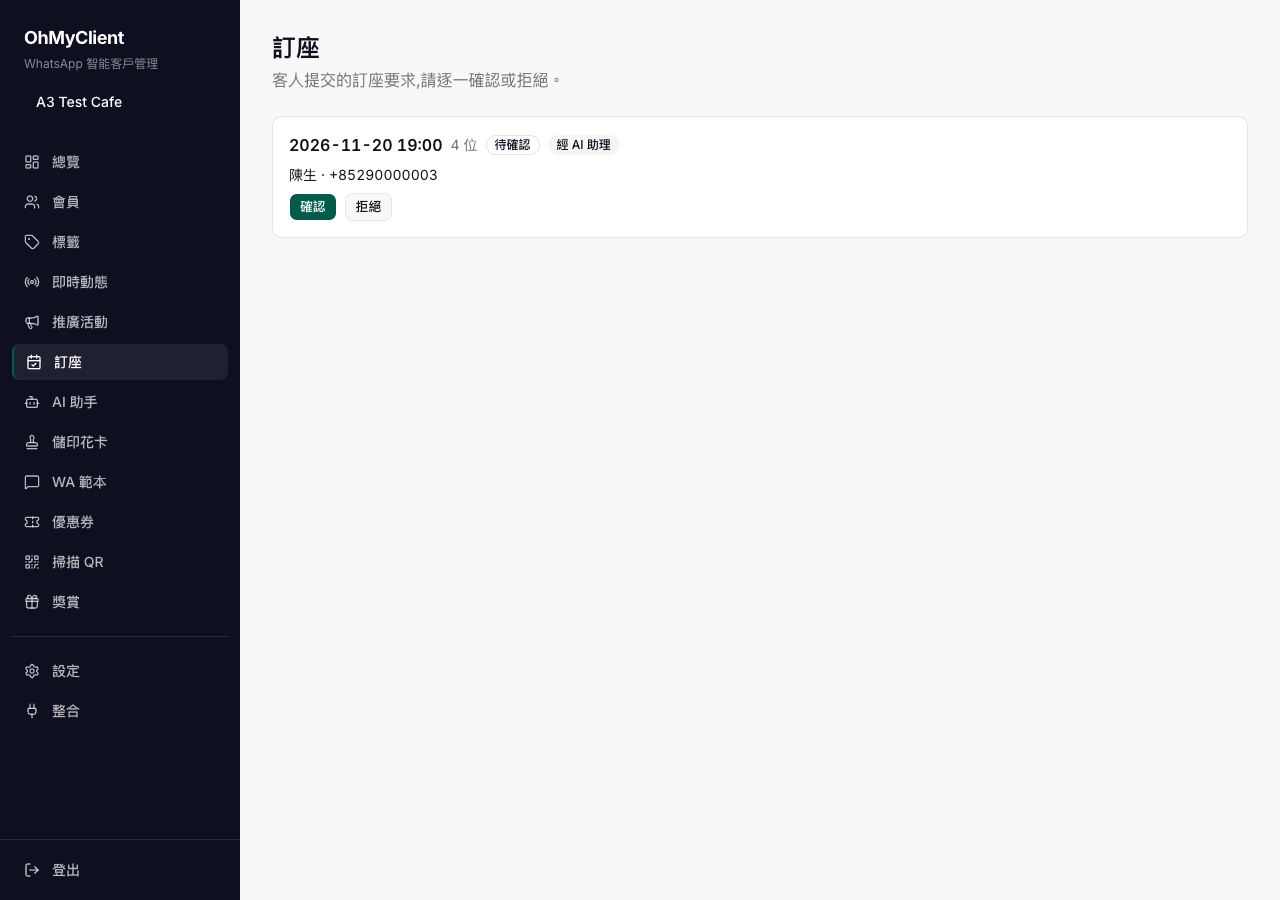 OhMyClient
WhatsApp 智能客戶管理
A3 Test Cafe
總覽
會員
標籤
即時動態
推廣活動
訂座
AI 助手
儲印花卡
WA 範本
優惠券
掃描 QR
獎賞
設定
整合
登出
訂座
客人提交的訂座要求,請逐一確認或拒絕。
2026-11-20 19:00 4 位 待確認 經 AI 助理
陳生 · +85290000003
確認 拒絕